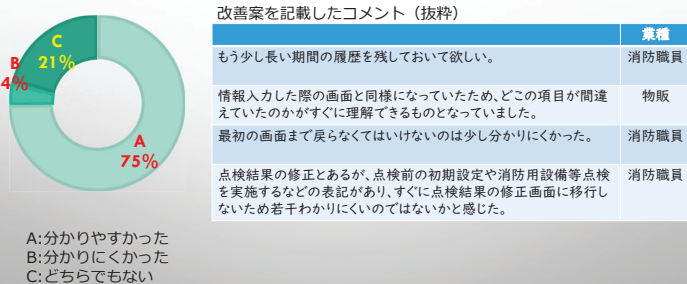 改善案を記載したコメント（抜粋）
業種
もう少し長い期間の履歴を残しておいて欲しい。
消防職員
情報入力した際の画面と同様になっていたため、どこの項目が間違
えていたのかがすぐに理解できるものとなっていました。
物販
最初の画面まで戻らなくてはいけないのは少し分かりにくかった。
消防職員
点検結果の修正とあるが、点検前の初期設定や消防用設備等点検
を実施するなどの表記があり、すぐに点検結果の修正画面に移行し
ないため若干わかりにくいのではないかと感じた。
消防職員
C
21%
B
4%
A
75%
A:分かりやすかった
B:分かりにくかった
C:どちらでもない